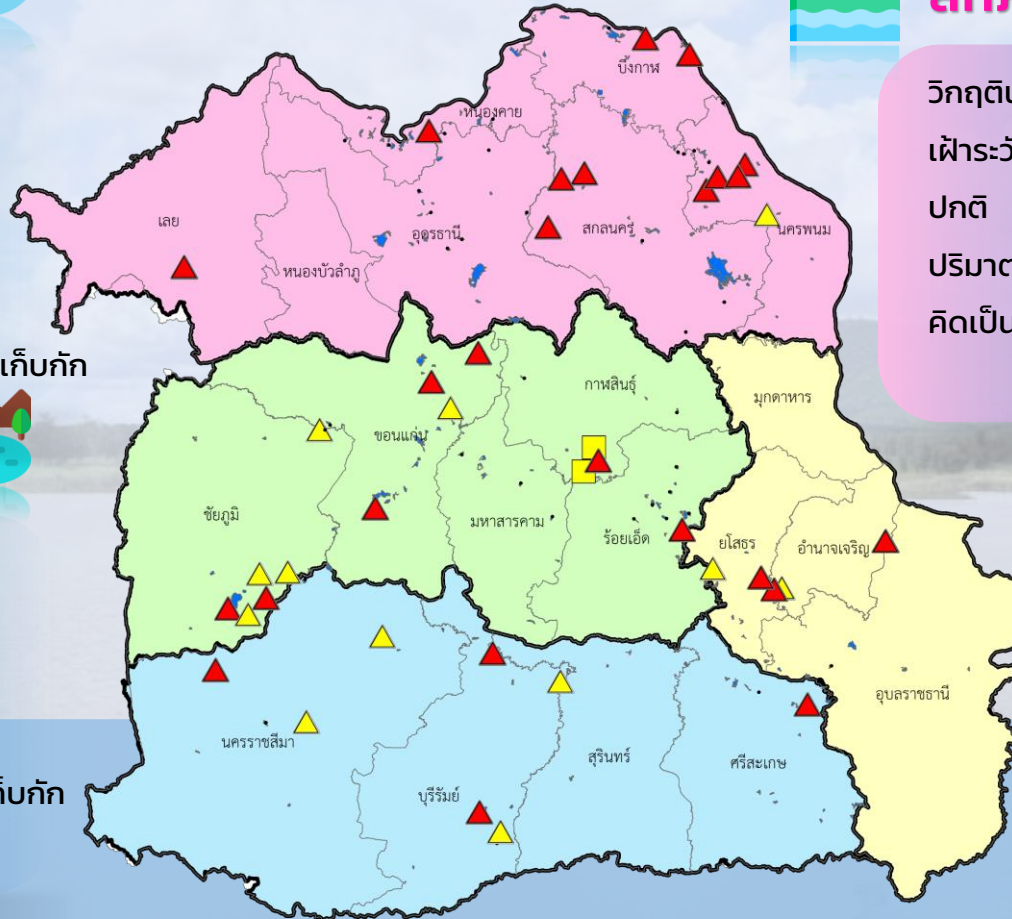 วิกฤติ
เฝ้าระวั
ปกติ
ปริมาต
คิดเป็น
บึงกาฬ
หนองคาย
เลย
อุดรธานี
สกลนคร
นครพนม
หนองบัวลำภู
เก็บกัก
กาฬสินธุ์
มุกดาหาร
ขอนแก่น
ชัยภูมิ
มหาสารคาม
ร้อยเอ็ด
ยโสธร
อำนาจเจริญ
อุบลราชธานี
นครราชสีมา
สุรินทร์
ศรีสะเกษ
บุรีรัมย์
ก็บกัก